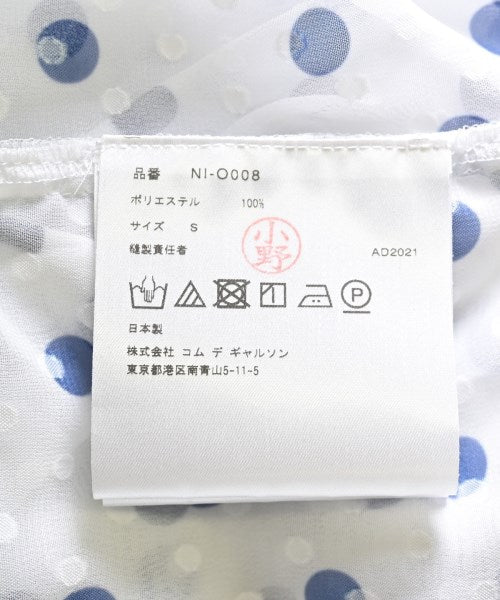 品番 NI-O008
ポリエステル 100%
サイズ S
縫製責任者 小野 AD2021
日本製
株式会社 コム デ ギャルソン
東京都港区南青山5-11-5